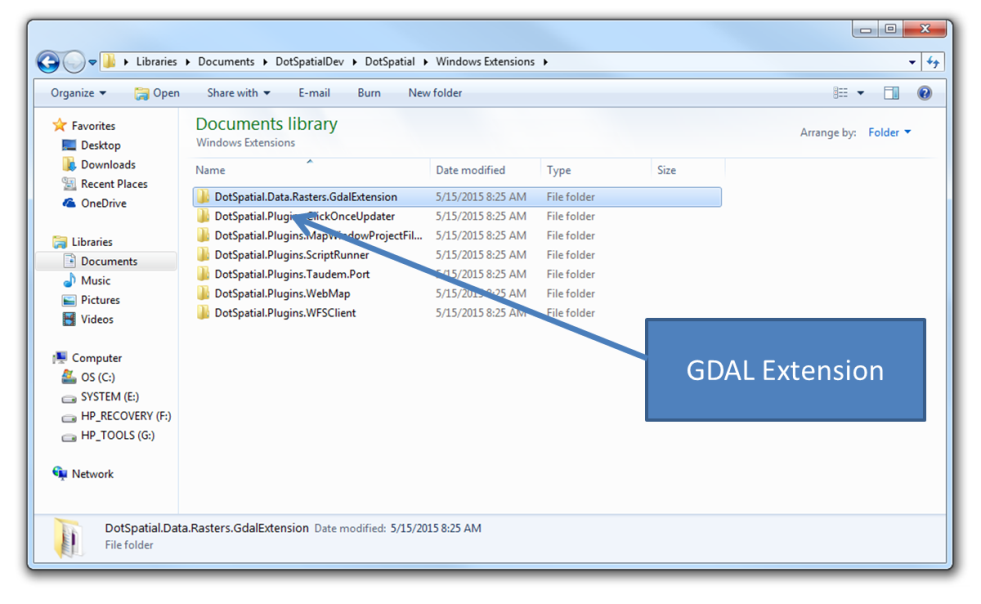 Libraries Documents DotSpatialDev DotSpatial Windows Extensions
Organize Open Share with E-mail Burn New folder
Favorites
Desktop
Downloads
Recent Places
OneDrive
Libraries
Documents
Music
Pictures
Videos
Computer
OS (C:)
SYSTEM (E:)
HP_RECOVERY (F:)
HP_TOOLS (G:)
Network
Documents library
Windows Extensions
Arrange by: Folder
Name Date modified Type Size
DotSpatial.Data.Rasters.GdalExtension 5/15/2015 8:25 AM File folder
DotSpatial.Plugins.ClickOnceUpdater 5/15/2015 8:25 AM File folder
DotSpatial.Plugins.MapWindowProjectFil... 5/15/2015 8:25 AM File folder
DotSpatial.Plugins.ScriptRunner 5/15/2015 8:25 AM File folder
DotSpatial.Plugins.Taudem.Port 5/15/2015 8:25 AM File folder
DotSpatial.Plugins.WebMap 5/15/2015 8:25 AM File folder
DotSpatial.Plugins.WFSClient 5/15/2015 8:25 AM File folder
GDAL Extension
DotSpatial.Data.Rasters.GdalExtension Date modified: 5/15/2015 8:25 AM
File folder